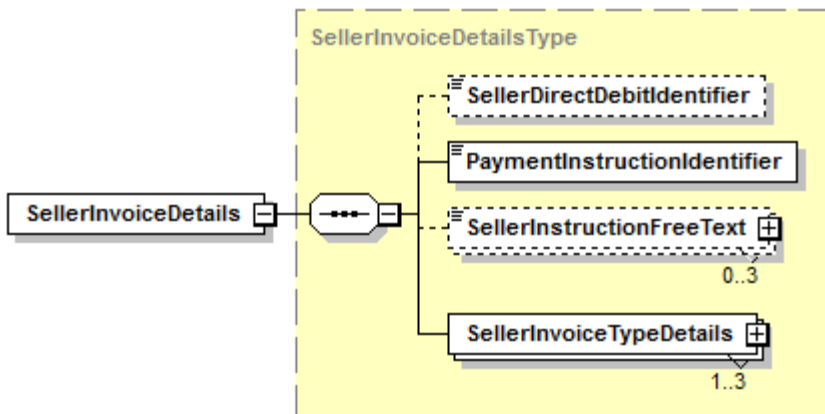 SellerInvoiceDetailsType
SellerDirectDebitIdentifier
PaymentInstructionIdentifier
SellerInvoiceDetails
SellerInstructionFreeText
0..3
SellerInvoiceTypeDetails
1..3